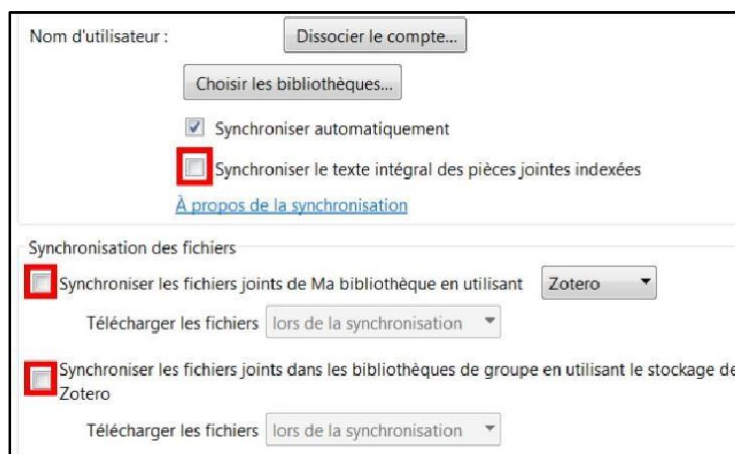 Nom d'utilisateur : Dissocier le compte...
Choisir les bibliothèques...
Synchroniser automatiquement
Synchroniser le texte intégral des pièces jointes indexées
À propos de la synchronisation
Synchronisation des fichiers
Synchroniser les fichiers joints de Ma bibliothèque en utilisant Zotero
Télécharger les fichiers lors de la synchronisation
Synchroniser les fichiers joints dans les bibliothèques de groupe en utilisant le stockage de
Zotero
Télécharger les fichiers lors de la synchronisation